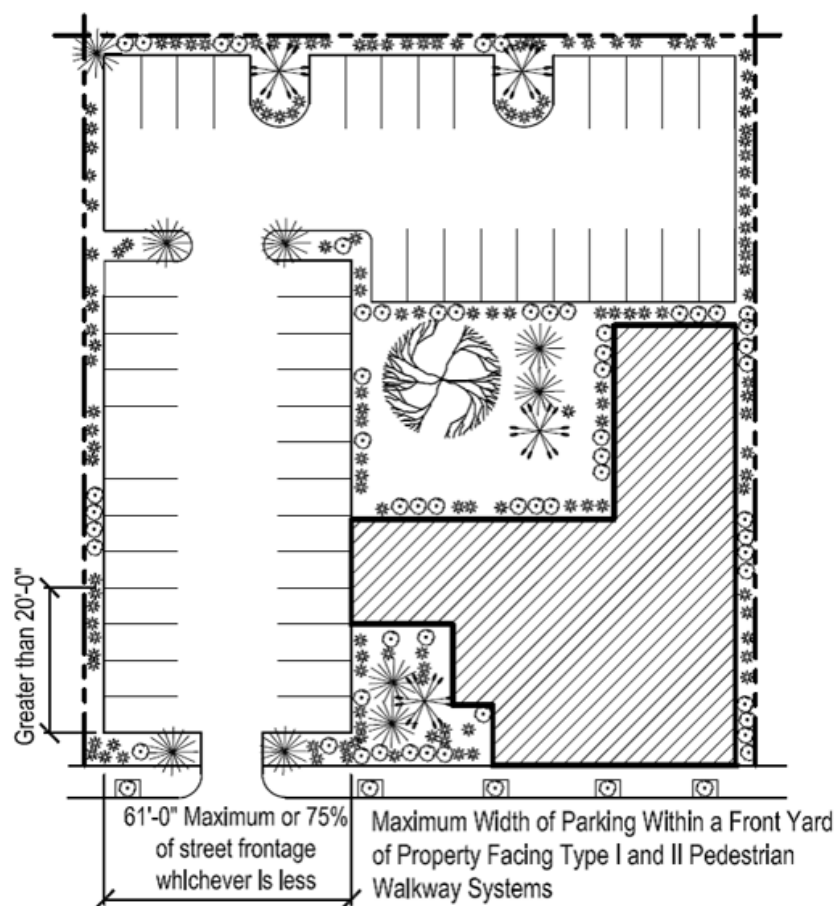 Greater than 20'-0"
61'-0" Maximum or 75%
of street frontage
whichever is less
Maximum Width of Parking Within a Front Yard
of Property Facing Type I and II Pedestrian
Walkway Systems